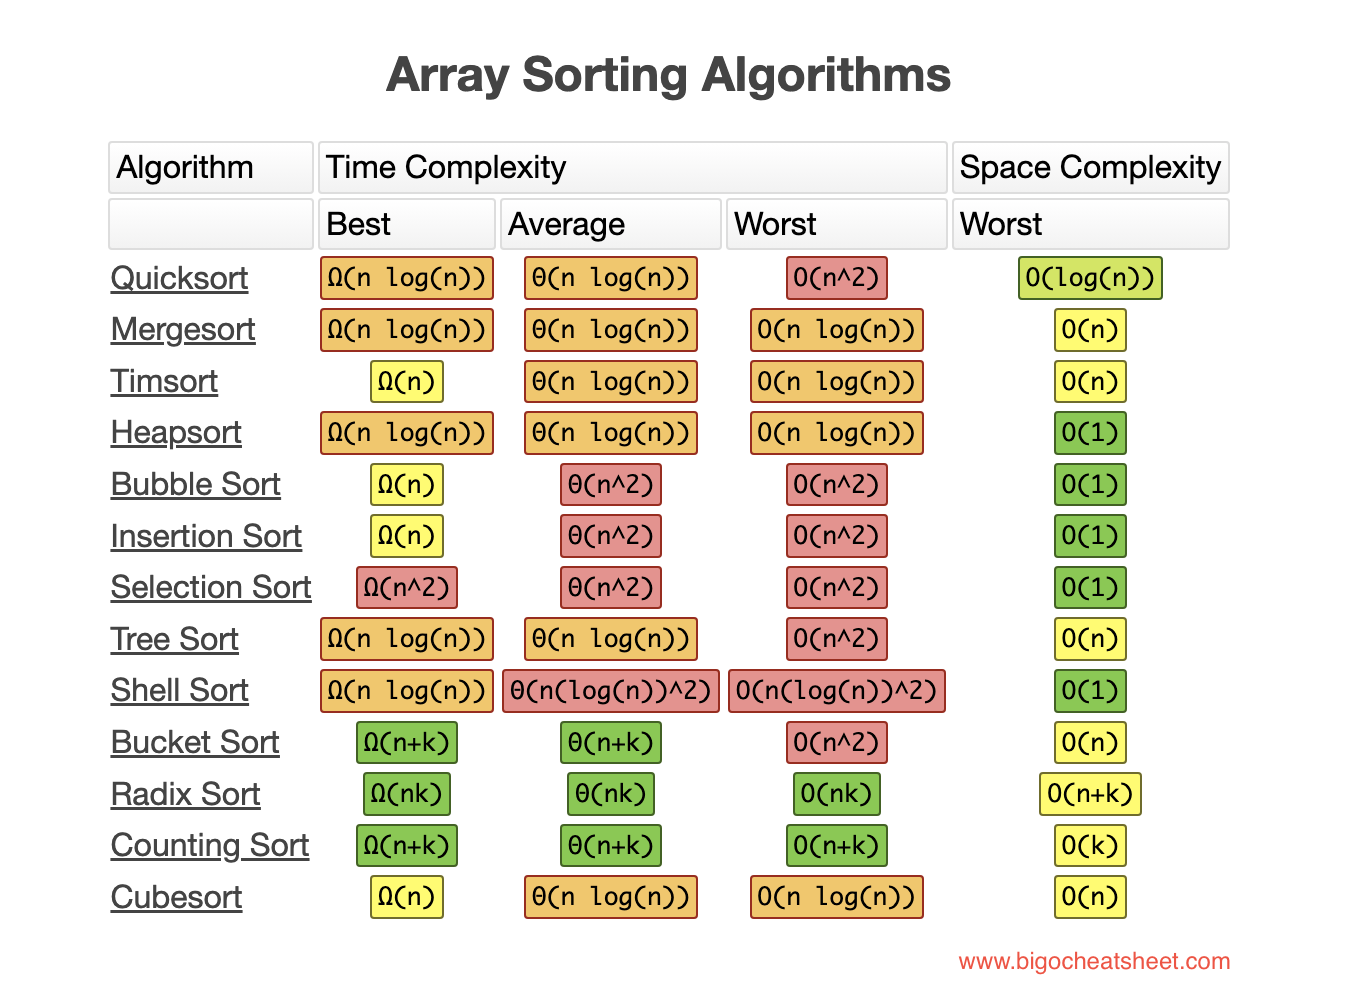 Array Sorting Algorithms
Algorithm Time Complexity Space Complexity
Best Average Worst Worst
Quicksort Ω(n log(n)) Θ(n log(n)) O(n^2) O(log(n))
Mergesort Ω(n log(n)) Θ(n log(n)) O(n log(n)) O(n)
Timsort Ω(n) Θ(n log(n)) O(n log(n)) O(n)
Heapsort Ω(n log(n)) Θ(n log(n)) O(n log(n)) O(1)
Bubble Sort Ω(n) Θ(n^2) O(n^2) O(1)
Insertion Sort Ω(n) Θ(n^2) O(n^2) O(1)
Selection Sort Ω(n^2) Θ(n^2) O(n^2) O(1)
Tree Sort Ω(n log(n)) Θ(n log(n)) O(n^2) O(n)
Shell Sort Ω(n log(n)) Θ(n(log(n))^2) O(n(log(n))^2) O(1)
Bucket Sort Ω(n+k) Θ(n+k) O(n^2) O(n)
Radix Sort Ω(nk) Θ(nk) O(nk) O(n+k)
Counting Sort Ω(n+k) Θ(n+k) O(n+k) O(k)
Cubesort Ω(n) Θ(n log(n)) O(n log(n)) O(n)
www.bigocheatsheet.com